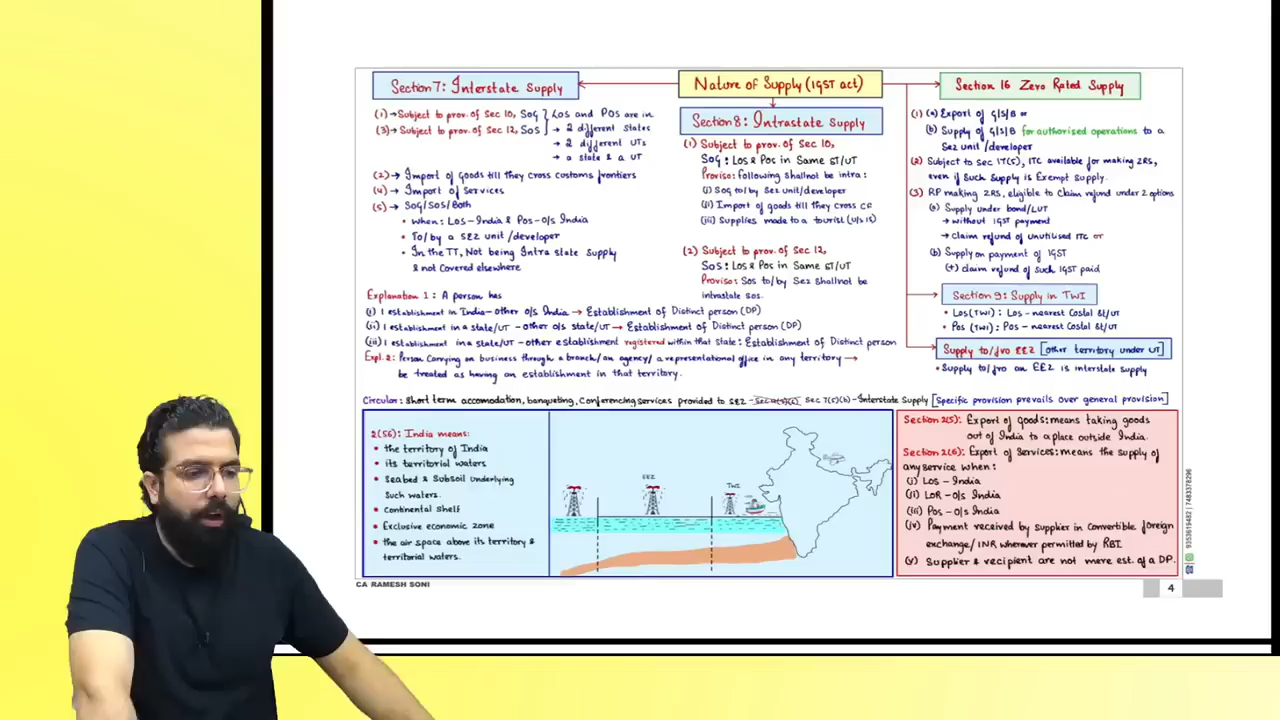 Nature of Supply (IGST act)
Section 7: Interstate Supply
(1) → Subject to prov. of Sec 10, SOG
(3) → Subject to prov. of Sec 12, SOS
LOS and POS are in
→ 2 different states
→ 2 different UTs
→ a state & a UT
(2) → Import of Goods till they cross customs frontiers
(4) → Import of Services
(5) → SOG/SOS/Both
• when: LOS - India & POS - O/S India
• To/by a SEZ unit/developer
• In the TT, Not being Intra state Supply
& not Covered elsewhere
Section 8: Intrastate Supply
(1) Subject to prov. of Sec 10,
SOG: LOS & POS in Same ST/UT
Proviso: Following shall not be intra:
(i) SOG to/by SEZ unit/developer
(ii) Import of goods till they cross CF
(iii) Supplies made to a tourist (u/s 15)
(2) Subject to prov. of Sec 12,
SOS: LOS & POS in Same ST/UT
Proviso: SOS to/by SEZ shall not be
intrastate SOS.
Section 16 Zero Rated Supply
(1) (a) Export of G/S/B or
(b) Supply of G/S/B for authorised operations to a
SEZ unit/developer
(2) Subject to Sec 17(5), ITC available for making ZRS,
even if Such Supply is Exempt Supply.
(3) RP making ZRS, eligible to Claim refund under 2 options
(a) Supply under bond/LUT
→ without IGST payment
→ claim refund of unutilised ITC or
(b) Supply on payment of IGST
(+) claim refund of such IGST paid
Section 9: Supply in TWI
• LOS (TWI): LOS - nearest Costal St/UT
• POS (TWI): POS - nearest Costal St/UT
Supply to/fro EEZ [other territory under UT]
• Supply to/fro an EEZ is interstate supply
Explanation 1: A person has
(i) 1 establishment in India - other o/s India → Establishment of Distinct person (DP)
(ii) 1 establishment in a state/UT - other o/s state/UT → Establishment of Distinct person (DP)
(iii) 1 establishment in a state/UT - other establishment registered within that state: Establishment of Distinct person
Expl. 2: Person Carrying on business through a branch/an agency/a representational office in any territory →
be treated as having an establishment in that territory.
Circular: Short term accomodation, banqueting, Conferencing services provided to SEZ - Sec 7(5)(b) - Interstate Supply [Specific provision prevails over general provision]
2(56): India means:
• the territory of India
• its territorial waters
• Seabed & Subsoil underlying
Such waters.
• Continental Shelf
• Exclusive economic zone
• the air space above its territory &
territorial waters.
EEZ
TWI
Section 2(5): Export of goods: means taking goods
out of India to a place outside India.
Section 2(6): Export of Services: means the supply of
any service when:
(i) LOS - India
(ii) LOR - O/S India
(iii) POS - O/S India
(iv) Payment received by supplier in Convertible foreign
exchange/INR wherever permitted by RBI.
(v) Supplier & recipient are not mere est. of a DP.
9353619482 | 7483378296
CA RAMESH SONI
4